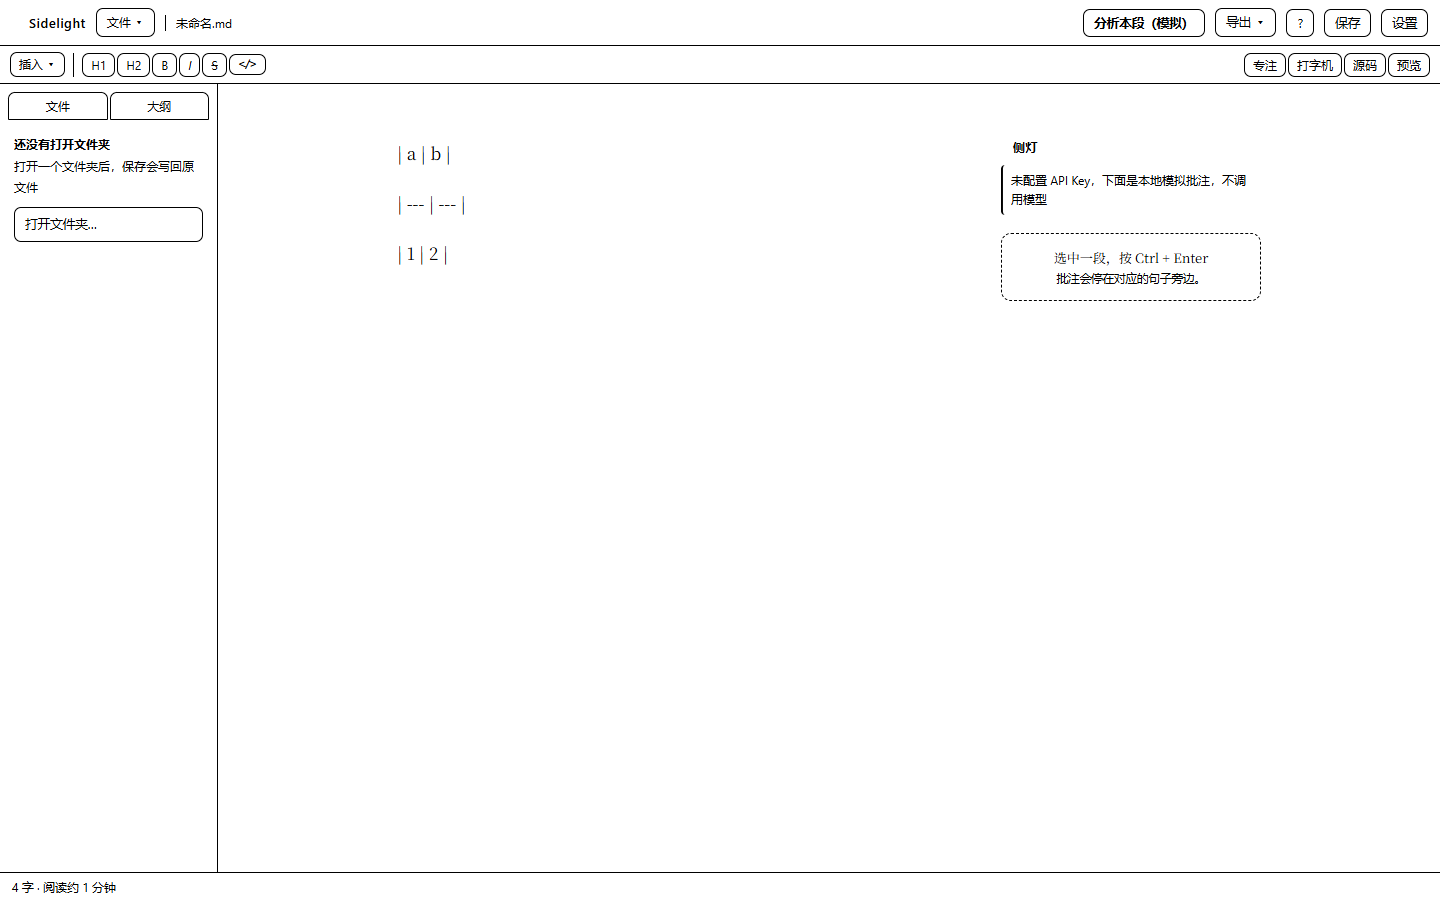 Sidelight 文件 ▾ 未命名.md 分析本段（模拟） 导出 ▾ ? 保存 设置
插入 ▾ H1 H2 B I S </> 专注 打字机 源码 预览
文件 大纲
还没有打开文件夹
打开一个文件夹后，保存会写回原
文件
打开文件夹...
| a | b |
| --- | --- |
| 1 | 2 |
侧灯
未配置 API Key，下面是本地模拟批注，不调
用模型
选中一段，按 Ctrl + Enter
批注会停在对应的句子旁边。
4 字 · 阅读约 1 分钟